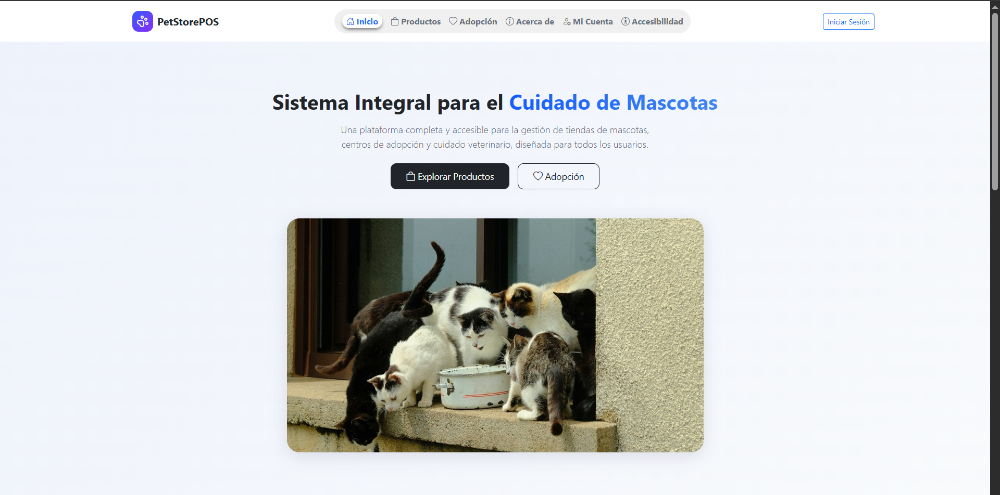 PetStorePOS
Inicio
Productos
Adopción
Acerca de
Mi Cuenta
Accesibilidad
Iniciar Sesión
Sistema Integral para el Cuidado de Mascotas
Una plataforma completa y accesible para la gestión de tiendas de mascotas,
centros de adopción y cuidado veterinario, diseñada para todos los usuarios.
Explorar Productos
Adopción